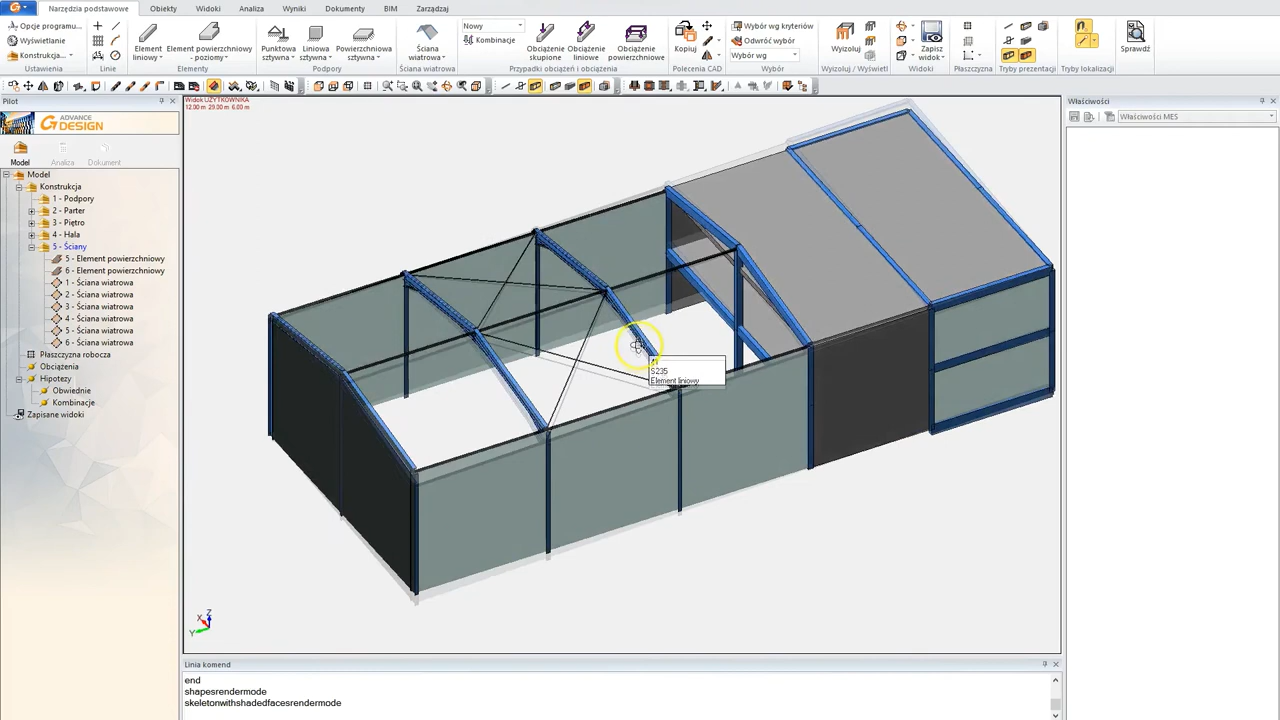 Narzędzia podstawowe
Obiekty
Widoki
Analiza
Wyniki
Dokumenty
BIM
Zarządzaj
Opcje programu...
Wyświetlanie
Konstrukcja...
Ustawienia
Linie
Element liniowy
Element powierzchniowy - poziomy
Elementy
Punktowa sztywna
Liniowa sztywna
Powierzchniowa sztywna
Podpory
Ściana wiatrowa
Ściana wiatrowa
Nowy
Kombinacje
Obciążenie skupione
Obciążenie liniowe
Obciążenie powierzchniowe
Przypadki obciążeń i obciążenia
Kopiuj
Polecenia CAD
Wybór wg kryteriów
Odwróć wybór
Wybór wg
Wybór
Wyizoluj
Wyizoluj / Wyświetl
Zapisz widok
Widoki
Płaszczyzna
Tryby prezentacji
Tryby lokalizacji
Sprawdź
Pilot
ADVANCE DESIGN
Model
Analiza
Dokument
Model
Konstrukcja
1 - Podpory
2 - Parter
3 - Piętro
4 - Hala
5 - Ściany
5 - Element powierzchniowy
6 - Element powierzchniowy
1 - Ściana wiatrowa
2 - Ściana wiatrowa
3 - Ściana wiatrowa
4 - Ściana wiatrowa
5 - Ściana wiatrowa
6 - Ściana wiatrowa
Płaszczyzna robocza
Obciążenia
Hipotezy
Obwiednie
Kombinacje
Zapisane widoki
Widok UŻYTKOWNIKA
12.00 m 29.00 m 6.00 m
S235
Element liniowy
X
Y
Z
Właściwości
Właściwości MES
Linia komend
end
shapesrendermode
skeletonwithshadedfacesrendermode